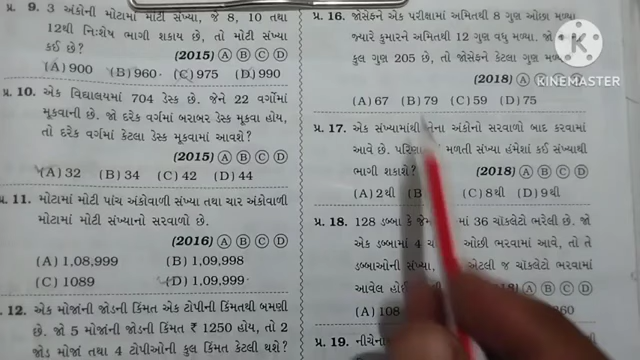 પ્ર. 9. 3 અંકોની મોટામાં મોટી સંખ્યા, જે 8, 10 તથા
12થી નિઃશેષ ભાગી શકાય છે, તો મોટી સંખ્યા
કઈ છે?
(2015) A B C D
(A) 900 (B) 960 (C) 975 (D) 990
પ્ર. 10. એક વિદ્યાલયમાં 704 ડેસ્ક છે. જેને 22 વર્ગોમાં
મૂકવાની છે. જો દરેક વર્ગમાં બરાબર ડેસ્ક મૂકવા હોય,
તો દરેક વર્ગમાં કેટલા ડેસ્ક મૂકવામાં આવશે?
(2015) A B C D
(A) 32 (B) 34 (C) 42 (D) 44
પ્ર. 11. મોટામાં મોટી પાંચ અંકોવાળી સંખ્યા તથા ચાર અંકોવાળી
મોટામાં મોટી સંખ્યાનો સરવાળો છે.
(2016) A B C D
(A) 1,08,999 (B) 1,09,998
(C) 1089 (D) 1,09,999
12. એક મોજાંની જોડની કિંમત એક ટોપીની કિંમતથી બમણી
છે. જો 5 મોજાંની જોડની કિંમત ₹ 1250 હોય, તો 2
જોડ મોજાં તથા 4 ટોપીઓની કુલ કિંમત કેટલી થશે?
પ્ર. 16. જોસેફને એક પરીક્ષામાં અમિતથી 8 ગુણ ઓછા મળ્યા
જ્યારે કુમારને અમિતથી 12 ગુણ વધુ મળ્યા. જો
કુલ ગુણ 205 છે, તો જોસેફને કેટલા ગુણ
(2018) A
(A) 67 (B) 79 (C) 59 (D) 75
પ્ર. 17. એક સંખ્યામાંથી તેના અંકોનો સરવાળો બાદ કરવામાં
આવે છે. મળતી સંખ્યા હંમેશાં કઈ સંખ્યાથી
ભાગી શકાશે? (2018) A B C D
(A) 2થી (B (C) 8થી (D) 9થી
પ્ર. 18. 128 ડબ્બા કે 36 ચૉકલેટો ભરેલી છે. જો
એક ડબ્બામાં 4 ઓછી ભરવામાં આવે, તો તે
ડબ્બાઓની સંખ્યા, એટલી જ ચૉકલેટો ભરવામાં
આવેલ B C D
(A) 108
પ્ર. 19.
KINEMASTER